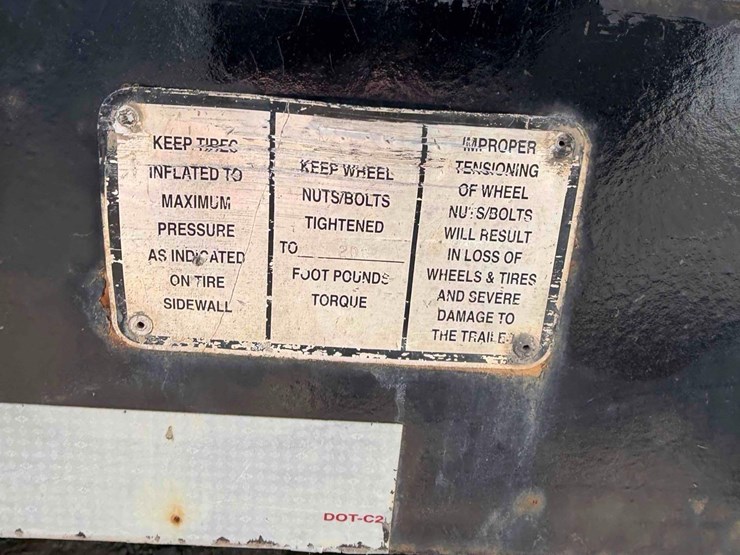 KEEP TIRES
INFLATED TO
MAXIMUM
PRESSURE
AS INDICATED
ON TIRE
SIDEWALL
KEEP WHEEL
NUTS/BOLTS
TIGHTENED
TO
FOOT POUNDS
TORQUE
IMPROPER
TENSIONING
OF WHEEL
NUTS/BOLTS
WILL RESULT
IN LOSS OF
WHEELS & TIRES
AND SEVERE
DAMAGE TO
THE TRAILER
DOT-C2